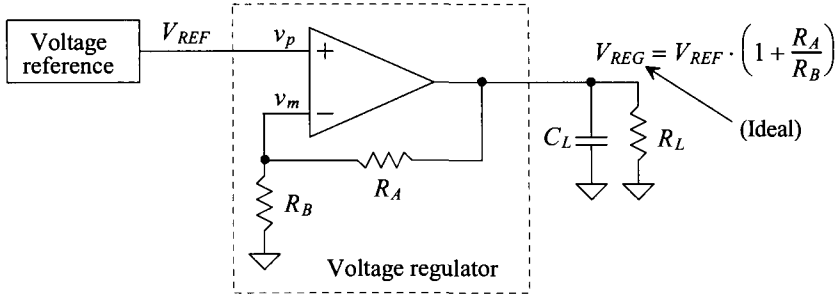 Voltage reference
V_REF
v_p
+
v_m
−
R_A
R_B
Voltage regulator
C_L
R_L
V_REG = V_REF · (1 + R_A/R_B)
(Ideal)